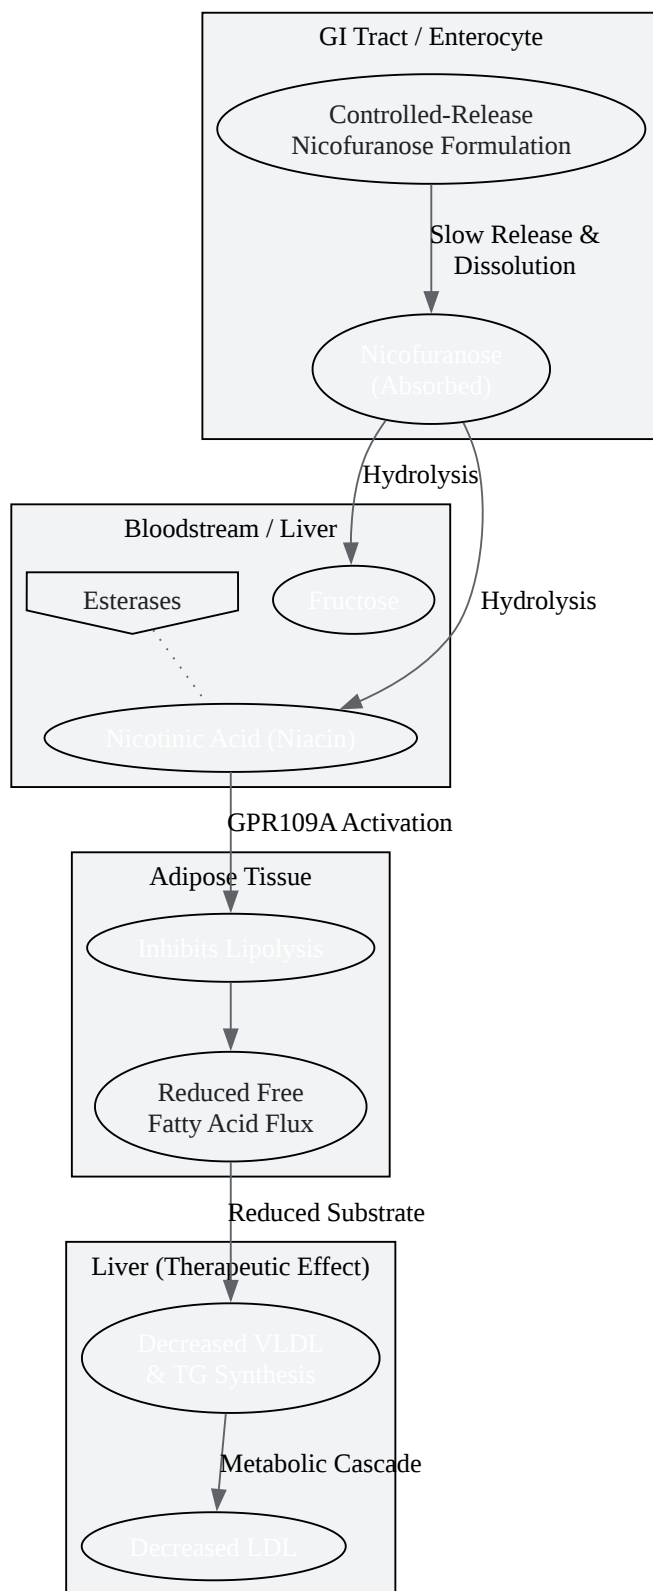 GI Tract / Enterocyte
Controlled-Release
Nicofuranose Formulation
Slow Release &
Dissolution
Nicofuranose
(Absorbed)
Hydrolysis
Bloodstream / Liver
Esterases
Fructose
Hydrolysis
Nicotinic Acid (Niacin)
GPR109A Activation
Adipose Tissue
Inhibits Lipolysis
Reduced Free
Fatty Acid Flux
Reduced Substrate
Liver (Therapeutic Effect)
Decreased VLDL
& TG Synthesis
Metabolic Cascade
Decreased LDL